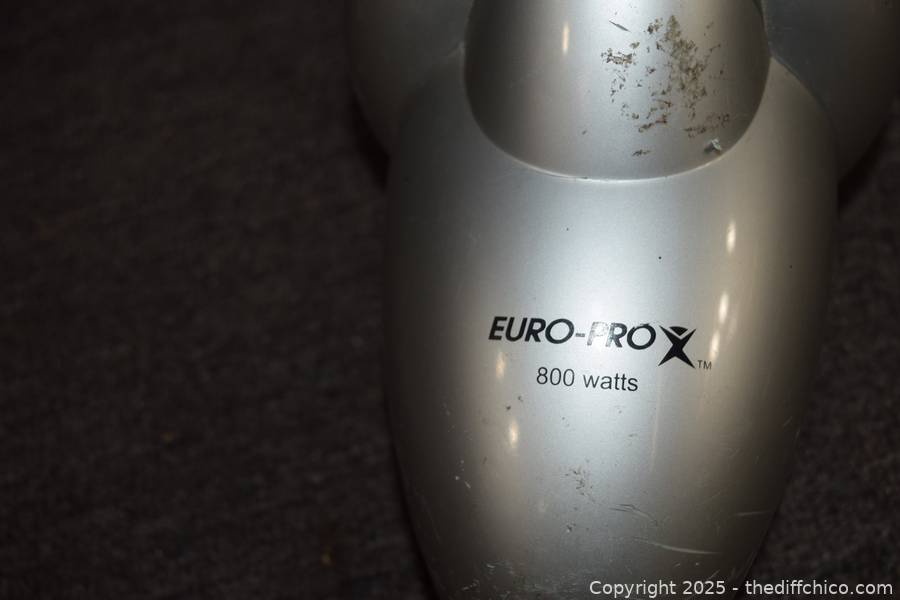 EURO-PRO X™
800 watts
Copyright 2025 - thediffchico.com